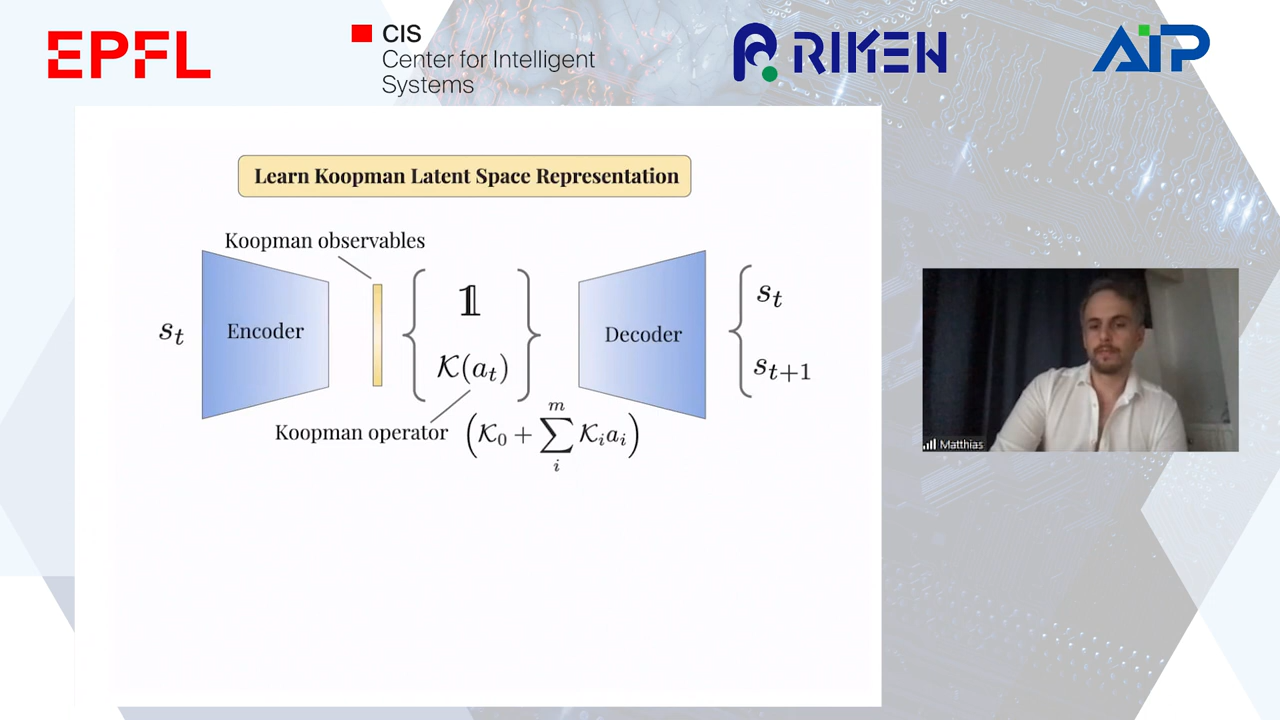 EPFL
CIS
Center for Intelligent
Systems
RIKEN
AIP
Learn Koopman Latent Space Representation
Koopman observables
s_t
Encoder
𝟙
𝒦(a_t)
Decoder
s_t
s_{t+1}
Koopman operator
(𝒦_0 + ∑_i^m 𝒦_i a_i)
Matthias